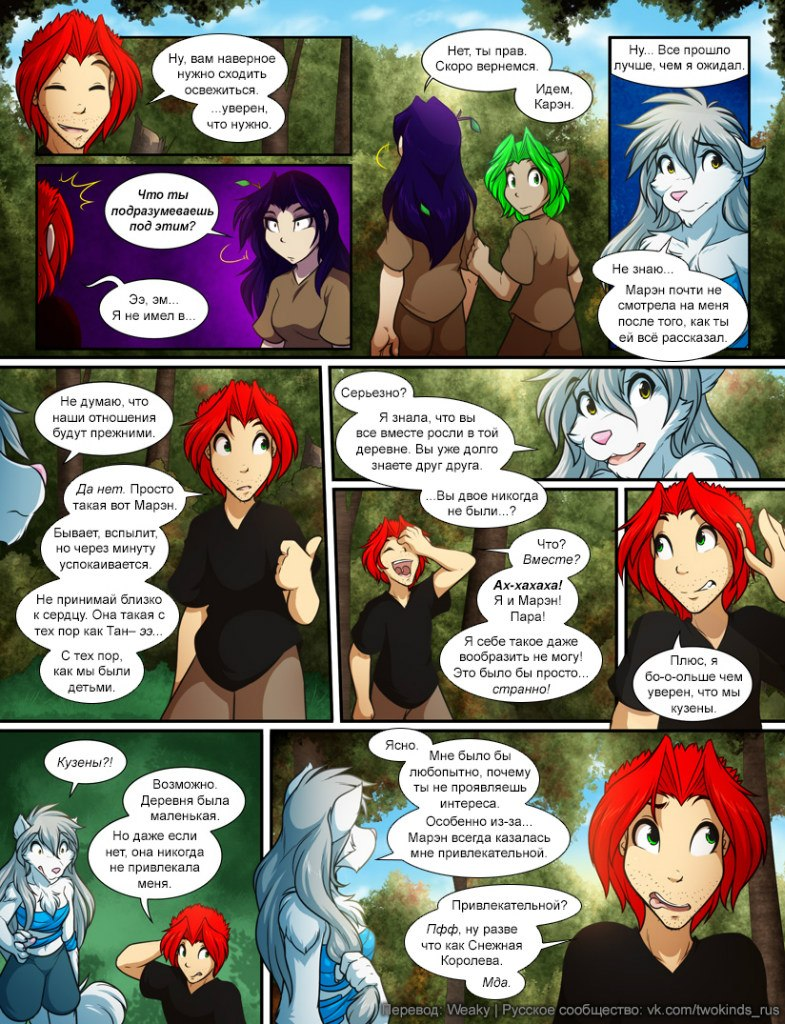 Ну, вам наверное
нужно сходить
освежиться.
...уверен,
что нужно.
Что ты
подразумеваешь
под этим?
Ээ, эм...
Я не имел в...
Нет, ты прав.
Скоро вернемся.
Идем,
Карэн.
Ну... Все прошло
лучше, чем я ожидал.
Не знаю...
Марэн почти не
смотрела на меня
после того, как ты
ей всё рассказал.
Не думаю, что
наши отношения
будут прежними.
Да нет. Просто
такая вот Марэн.
Бывает, вспылит,
но через минуту
успокаивается.
Не принимай близко
к сердцу. Она такая с
тех пор как Тан– ээ...
С тех пор,
как мы были
детьми.
Серьезно?
Я знала, что вы
все вместе росли в той
деревне. Вы уже долго
знаете друг друга.
...Вы двое никогда
не были...?
Что?
Вместе?
Ах-хахаха!
Я и Марэн!
Пара!
Я себе такое даже
вообразить не могу!
Это было бы просто...
странно!
Плюс, я
бо-о-ольше чем
уверен, что мы
кузены.
Кузены?!
Возможно.
Деревня была
маленькая.
Но даже если
нет, она никогда
не привлекала
меня.
Ясно.
Мне было бы
любопытно, почему
ты не проявляешь
интереса.
Особенно из-за...
Марэн всегда казалась
мне привлекательной.
Привлекательной?
Пфф, ну разве
что как Снежная
Королева.
Мда.
Перевод: Weaky | Русское сообщество: vk.com/twokinds_rus